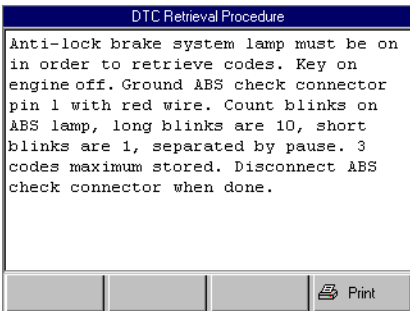 DTC Retrieval Procedure
Anti-lock brake system lamp must be on
in order to retrieve codes. Key on
engine off. Ground ABS check connector
pin 1 with red wire. Count blinks on
ABS lamp, long blinks are 10, short
blinks are 1, separated by pause. 3
codes maximum stored. Disconnect ABS
check connector when done.
Print